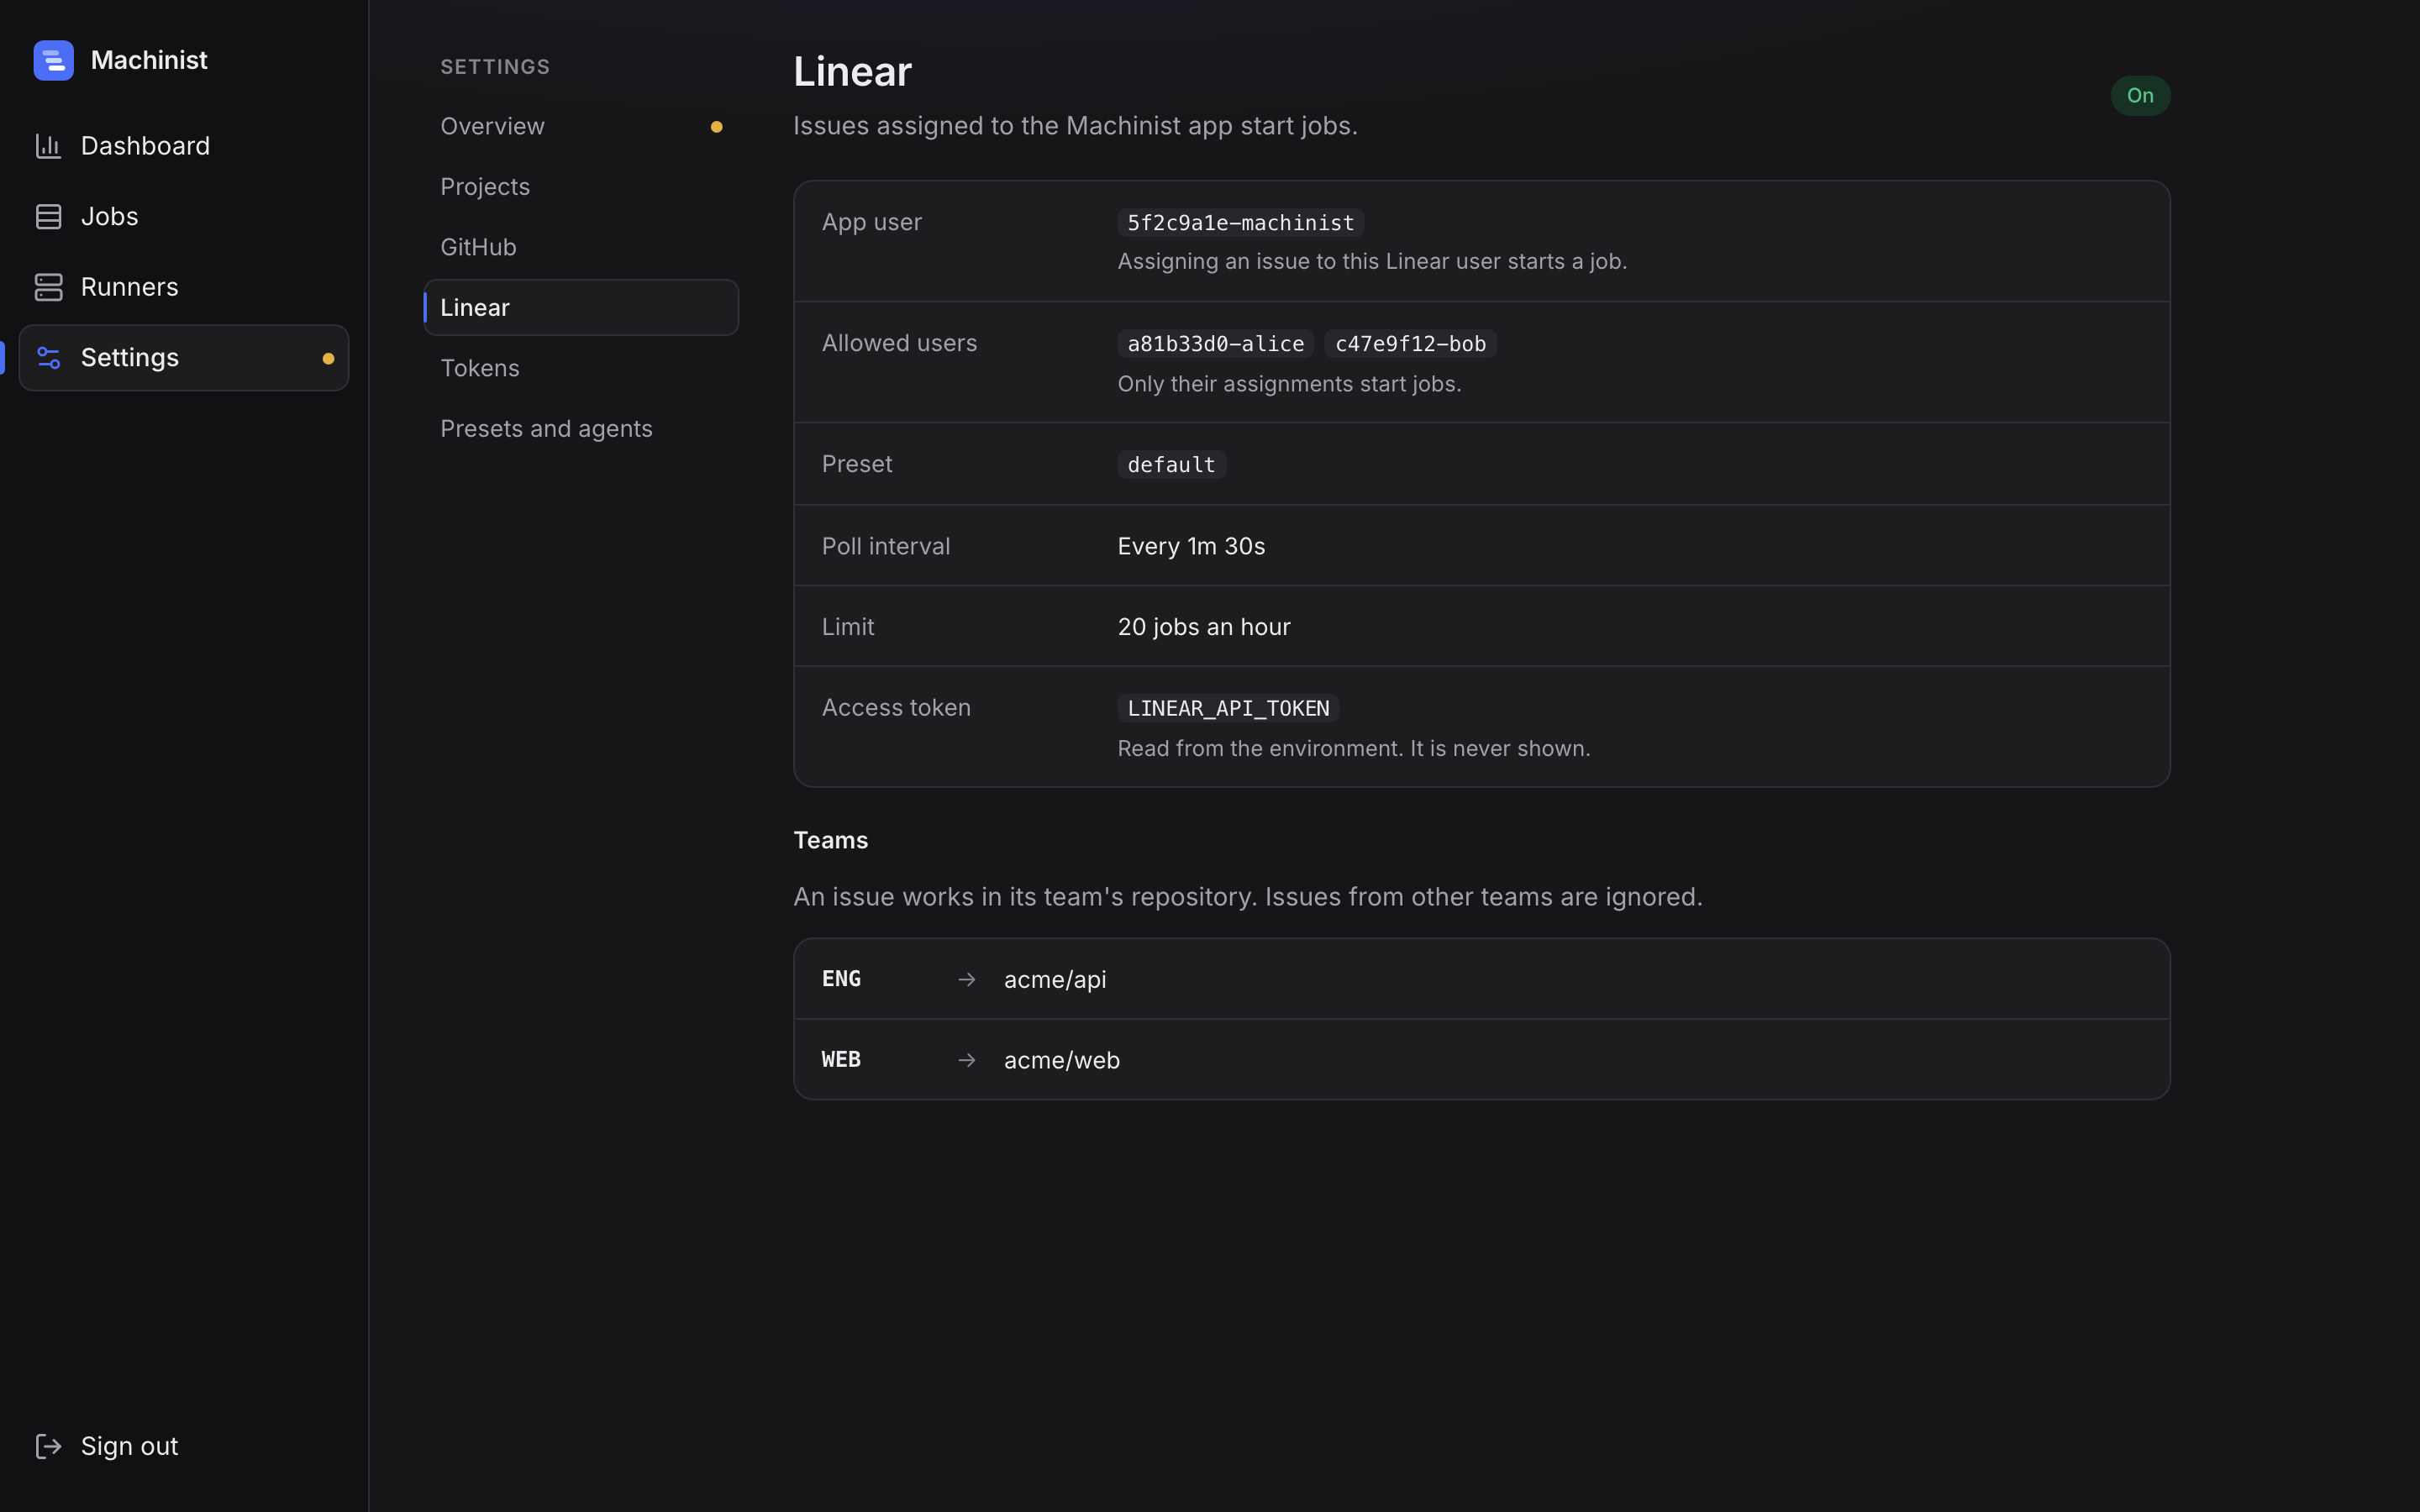 Machinist
Dashboard
Jobs
Runners
Settings
Sign out
SETTINGS
Overview
Projects
GitHub
Linear
Tokens
Presets and agents
Linear
Issues assigned to the Machinist app start jobs.
On
App user
5f2c9a1e-machinist
Assigning an issue to this Linear user starts a job.
Allowed users
a81b33d0-alice c47e9f12-bob
Only their assignments start jobs.
Preset
default
Poll interval
Every 1m 30s
Limit
20 jobs an hour
Access token
LINEAR_API_TOKEN
Read from the environment. It is never shown.
Teams
An issue works in its team's repository. Issues from other teams are ignored.
ENG → acme/api
WEB → acme/web